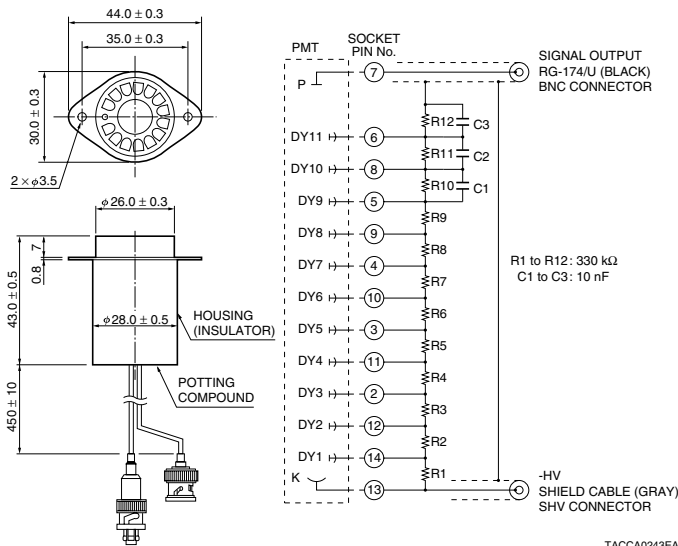 44.0 ± 0.3
35.0 ± 0.3
30.0 ± 0.3
2 × φ3.5
φ26.0 ± 0.3
7
0.8
43.0 ± 0.5
φ28.0 ± 0.5
450 ± 10
HOUSING
(INSULATOR)
POTTING
COMPOUND
PMT
SOCKET
PIN No.
P
7
SIGNAL OUTPUT
RG-174/U (BLACK)
BNC CONNECTOR
R12
C3
DY11
6
R11
C2
DY10
8
R10
C1
DY9
5
R9
DY8
9
R8
DY7
4
R7
DY6
10
R6
DY5
3
R5
DY4
11
R4
DY3
2
R3
DY2
12
R2
DY1
14
R1
K
13
R1 to R12: 330 kΩ
C1 to C3: 10 nF
-HV
SHIELD CABLE (GRAY)
SHV CONNECTOR
TACCA0243EA